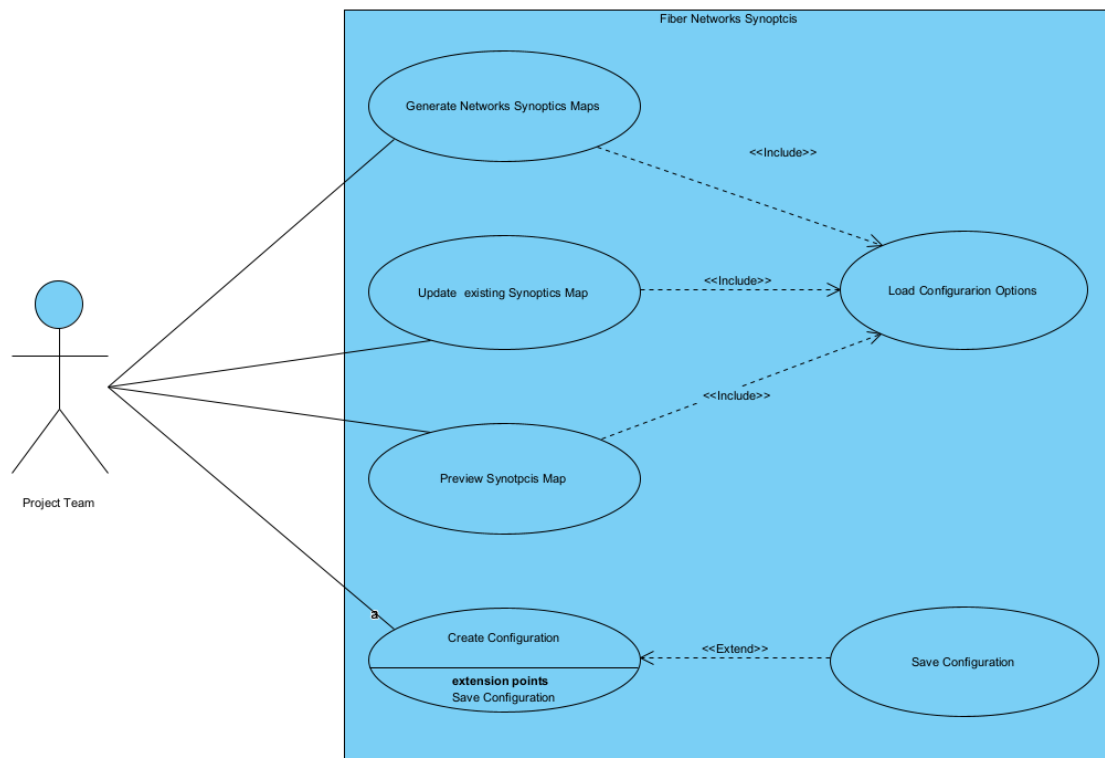 Fiber Networks Synoptcis
Generate Networks Synoptics Maps
<<Include>>
Update existing Synoptics Map
<<Include>>
Load Configurarion Options
<<Include>>
Preview Synotpcis Map
Project Team
a
Create Configuration
<<Extend>>
Save Configuration
extension points
Save Configuration